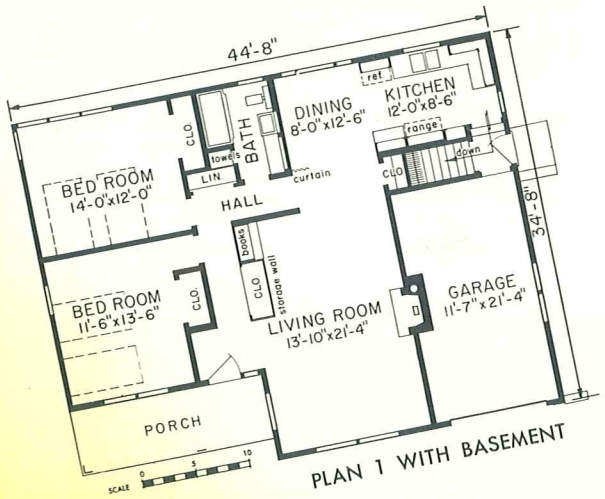 44'-8"
ref.
KITCHEN
12'-0"x8'-6"
DINING
8'-0"x12'-6"
range
BATH
CLO.
towels
LIN.
down
CLO
curtain
BED ROOM
14'-0"x12'-0"
HALL
34'-8"
books
CLO.
storage wall
BED ROOM
11'-6"x13'-6"
CLO.
LIVING ROOM
13'-10"x21'-4"
GARAGE
11'-7"x21'-4"
PORCH
SCALE 0 5 10
PLAN 1 WITH BASEMENT